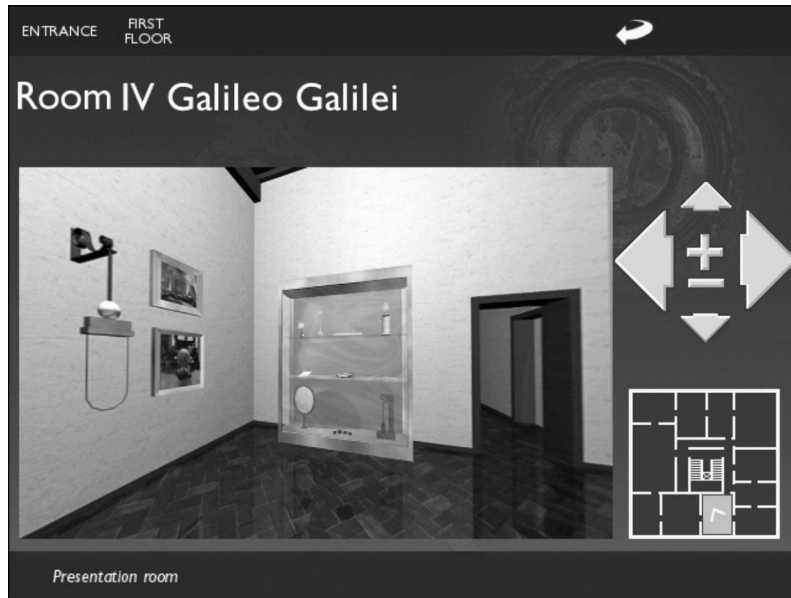 ENTRANCE
FIRST
FLOOR
Room IV Galileo Galilei
Presentation room